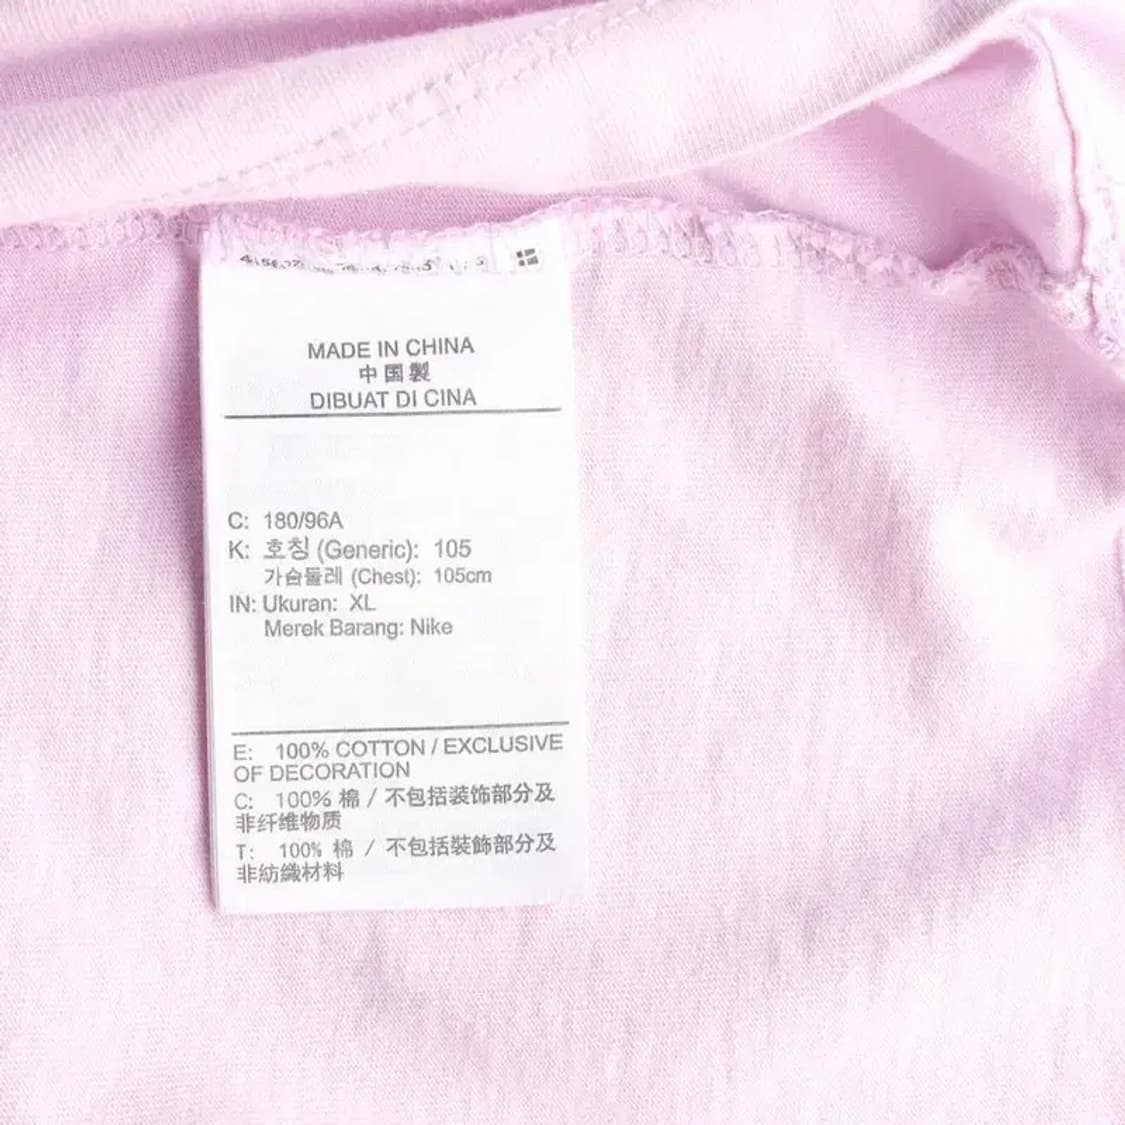 MADE IN CHINA
中国製
DIBUAT DI CINA
C: 180/96A
K: 호칭 (Generic): 105
가슴둘레 (Chest): 105cm
IN: Ukuran: XL
Merek Barang: Nike
E: 100% COTTON / EXCLUSIVE
OF DECORATION
C: 100% 棉 / 不包括装饰部分及
非纤维物质
T: 100% 棉 / 不包括裝飾部分及
非紡織材料